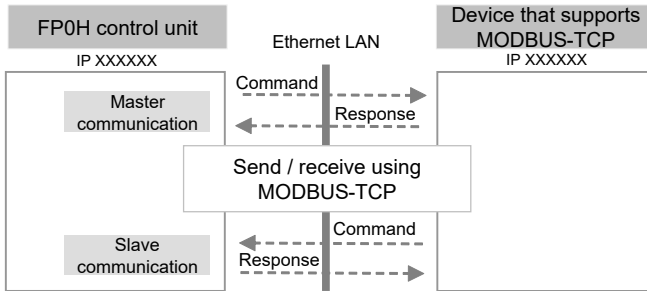 FP0H control unit
Device that supports
MODBUS-TCP
Ethernet LAN
IP XXXXXX
IP XXXXXX
Command
Master
communication
Response
Send / receive using
MODBUS-TCP
Command
Slave
communication
Response